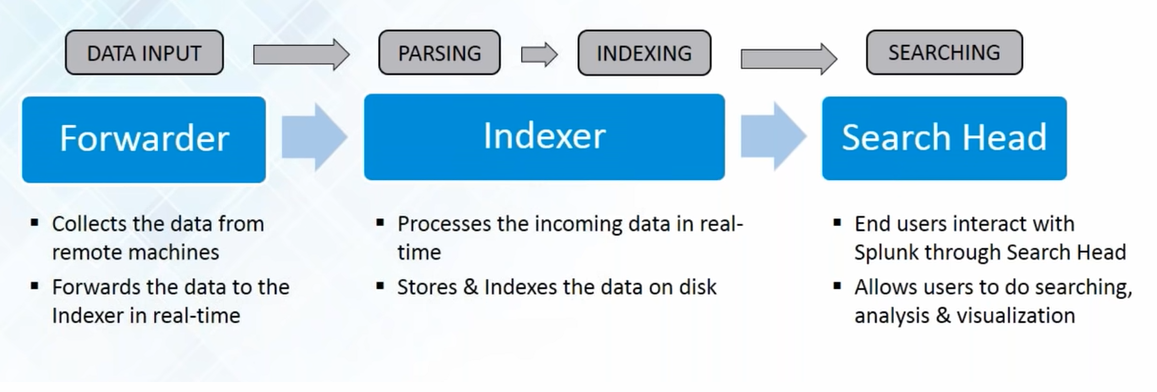 DATA INPUT
PARSING
INDEXING
SEARCHING
Forwarder
Indexer
Search Head
▪ Collects the data from
remote machines
▪ Forwards the data to the
Indexer in real-time
▪ Processes the incoming data in real-
time
▪ Stores & Indexes the data on disk
▪ End users interact with
Splunk through Search Head
▪ Allows users to do searching,
analysis & visualization